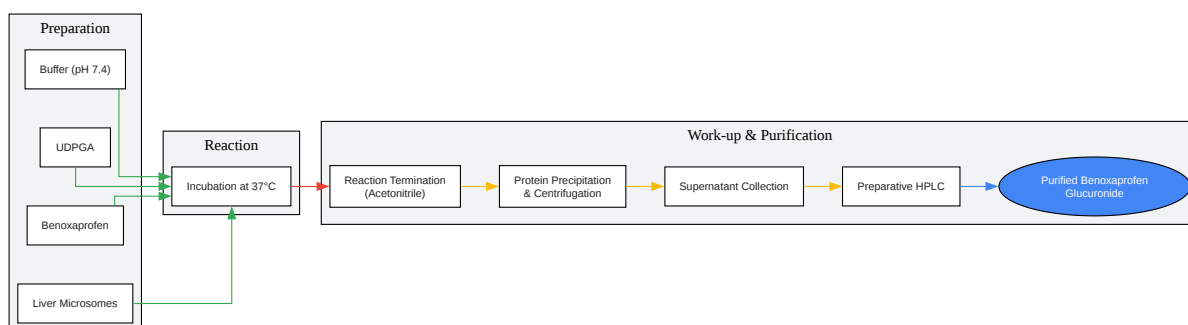 Preparation
Buffer (pH 7.4)
UDPGA
Benoxaprofen
Liver Microsomes
Reaction
Incubation at 37°C
Work-up & Purification
Reaction Termination
(Acetonitrile)
Protein Precipitation
& Centrifugation
Supernatant Collection
Preparative HPLC
Purified Benoxaprofen
Glucuronide